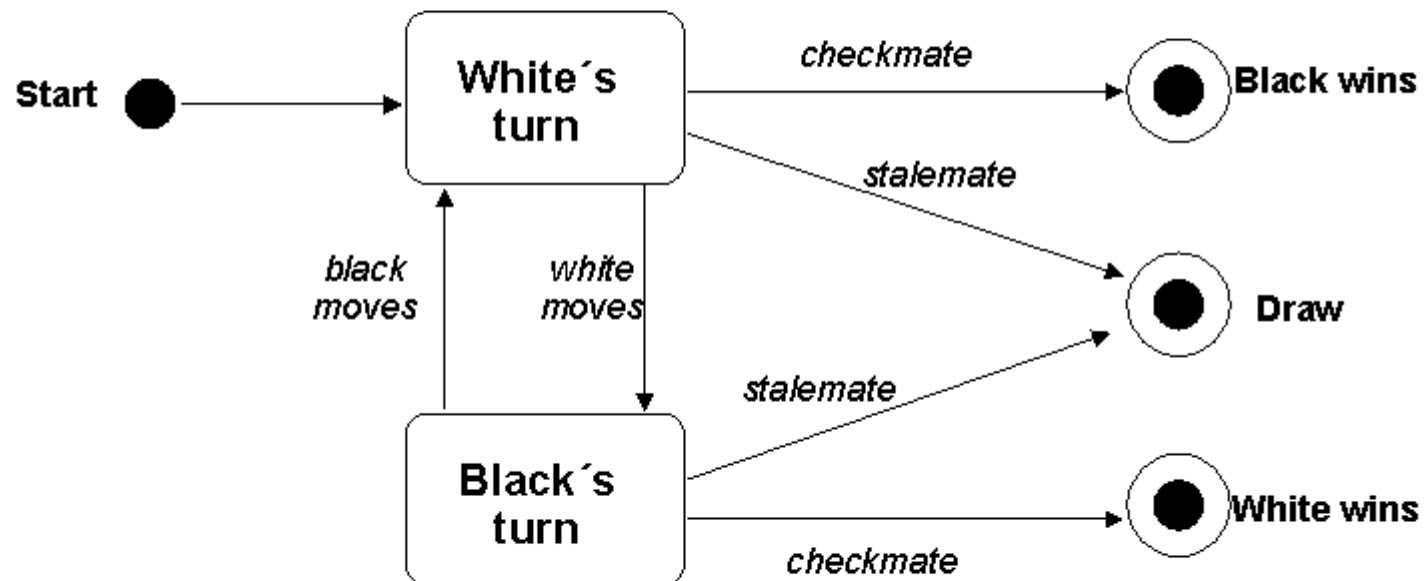 checkmate
White´s
Start
Black wins
turn
stalemate
black
white
moves
moves
Draw
stalemate
Black´s
White wins
turn
checkmate